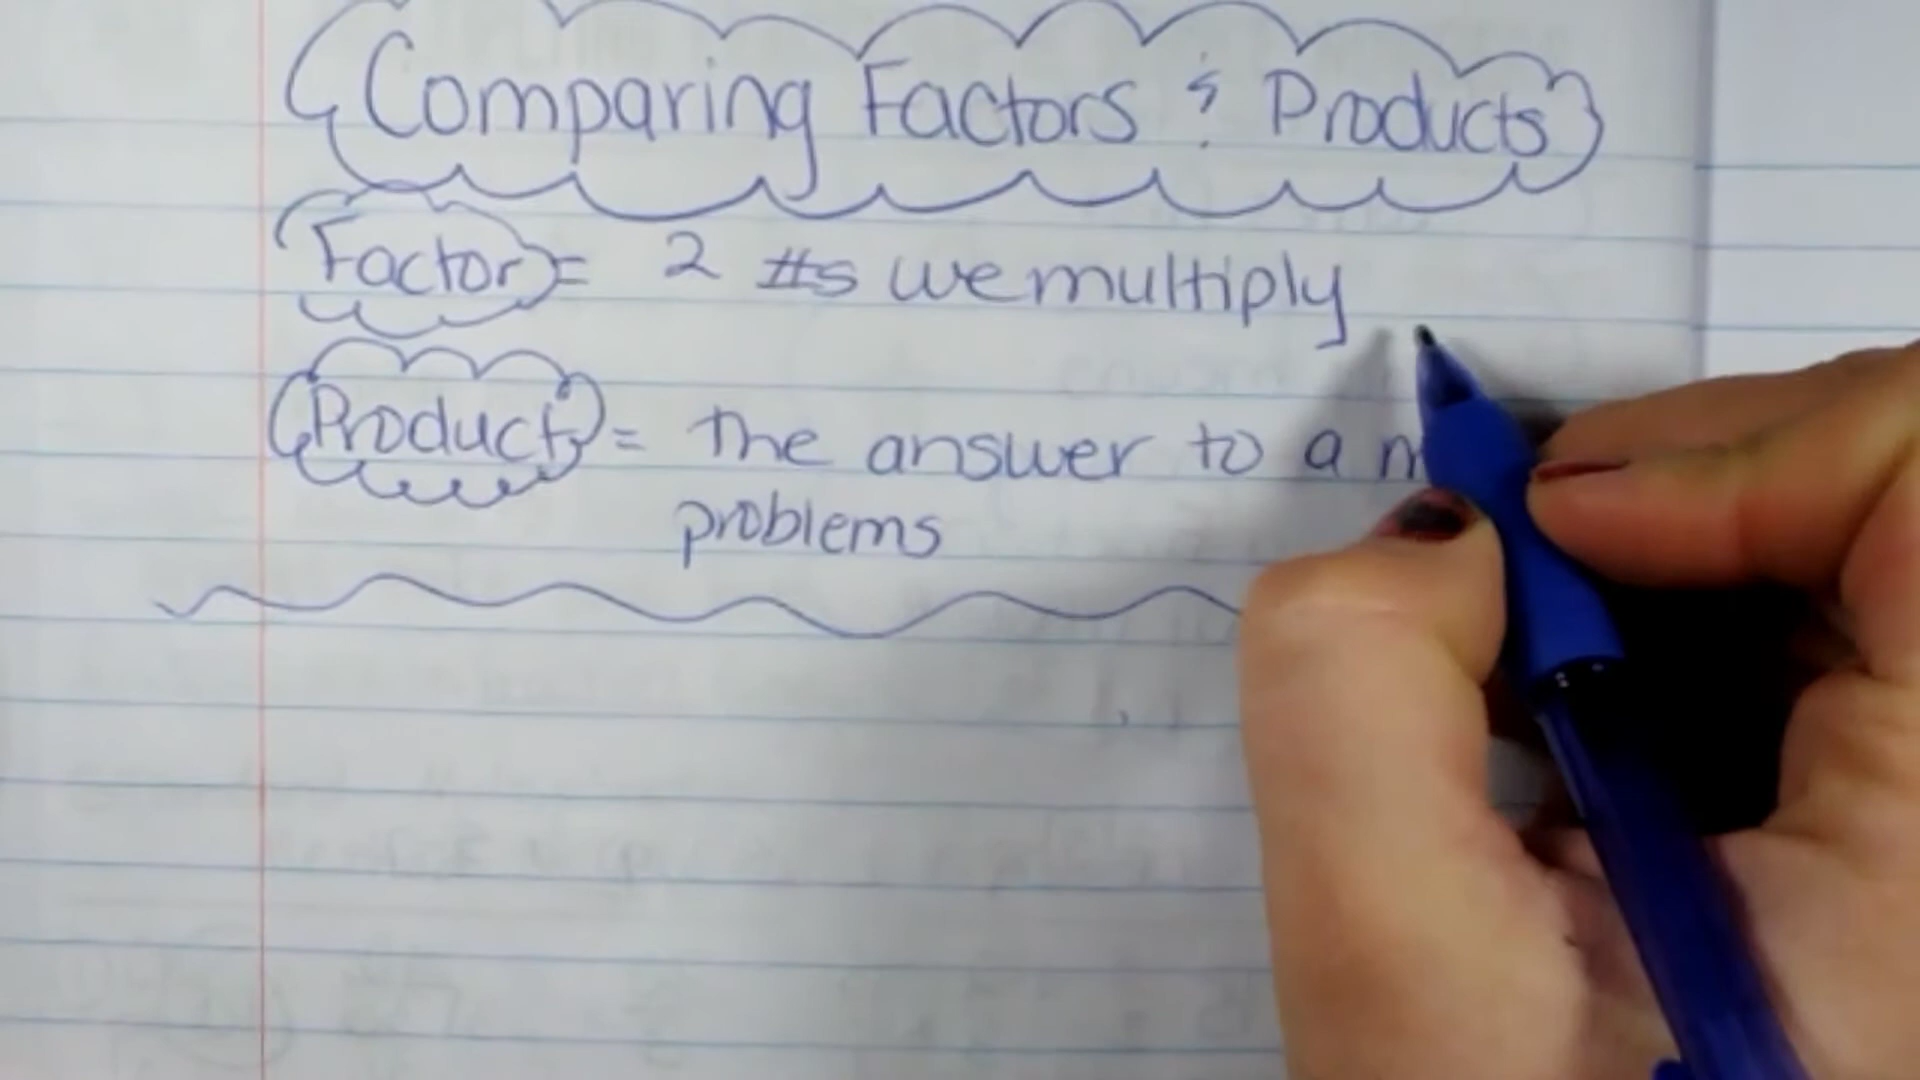 Comparing Factors & Products
Factor = 2 #s we multiply
Product = The answer to a
problems